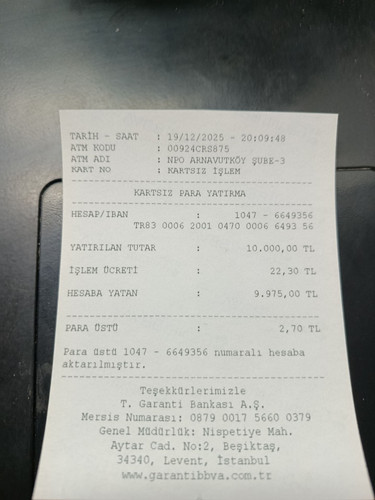 TARİH - SAAT : 19/12/2025 - 20:09:48
ATM KODU : 00924CRS875
ATM ADI : NPO ARNAVUTKÖY ŞUBE-3
KART NO : KARTSIZ İŞLEM
KARTSIZ PARA YATIRMA
HESAP/IBAN : 1047 - 6649356
TR83 0006 2001 0470 0006 6493 56
YATIRILAN TUTAR : 10.000,00 TL
İŞLEM ÜCRETİ : 22,30 TL
HESABA YATAN : 9.975,00 TL
PARA ÜSTÜ : 2,70 TL
Para üstü 1047 - 6649356 numaralı hesaba
aktarılmıştır.
Teşekkürlerimizle
T. Garanti Bankası A.Ş.
Mersis Numarası: 0879 0017 5660 0379
Genel Müdürlük: Nispetiye Mah.
Aytar Cad. No:2, Beşiktaş,
34340, Levent, İstanbul
www.garantibbva.com.tr